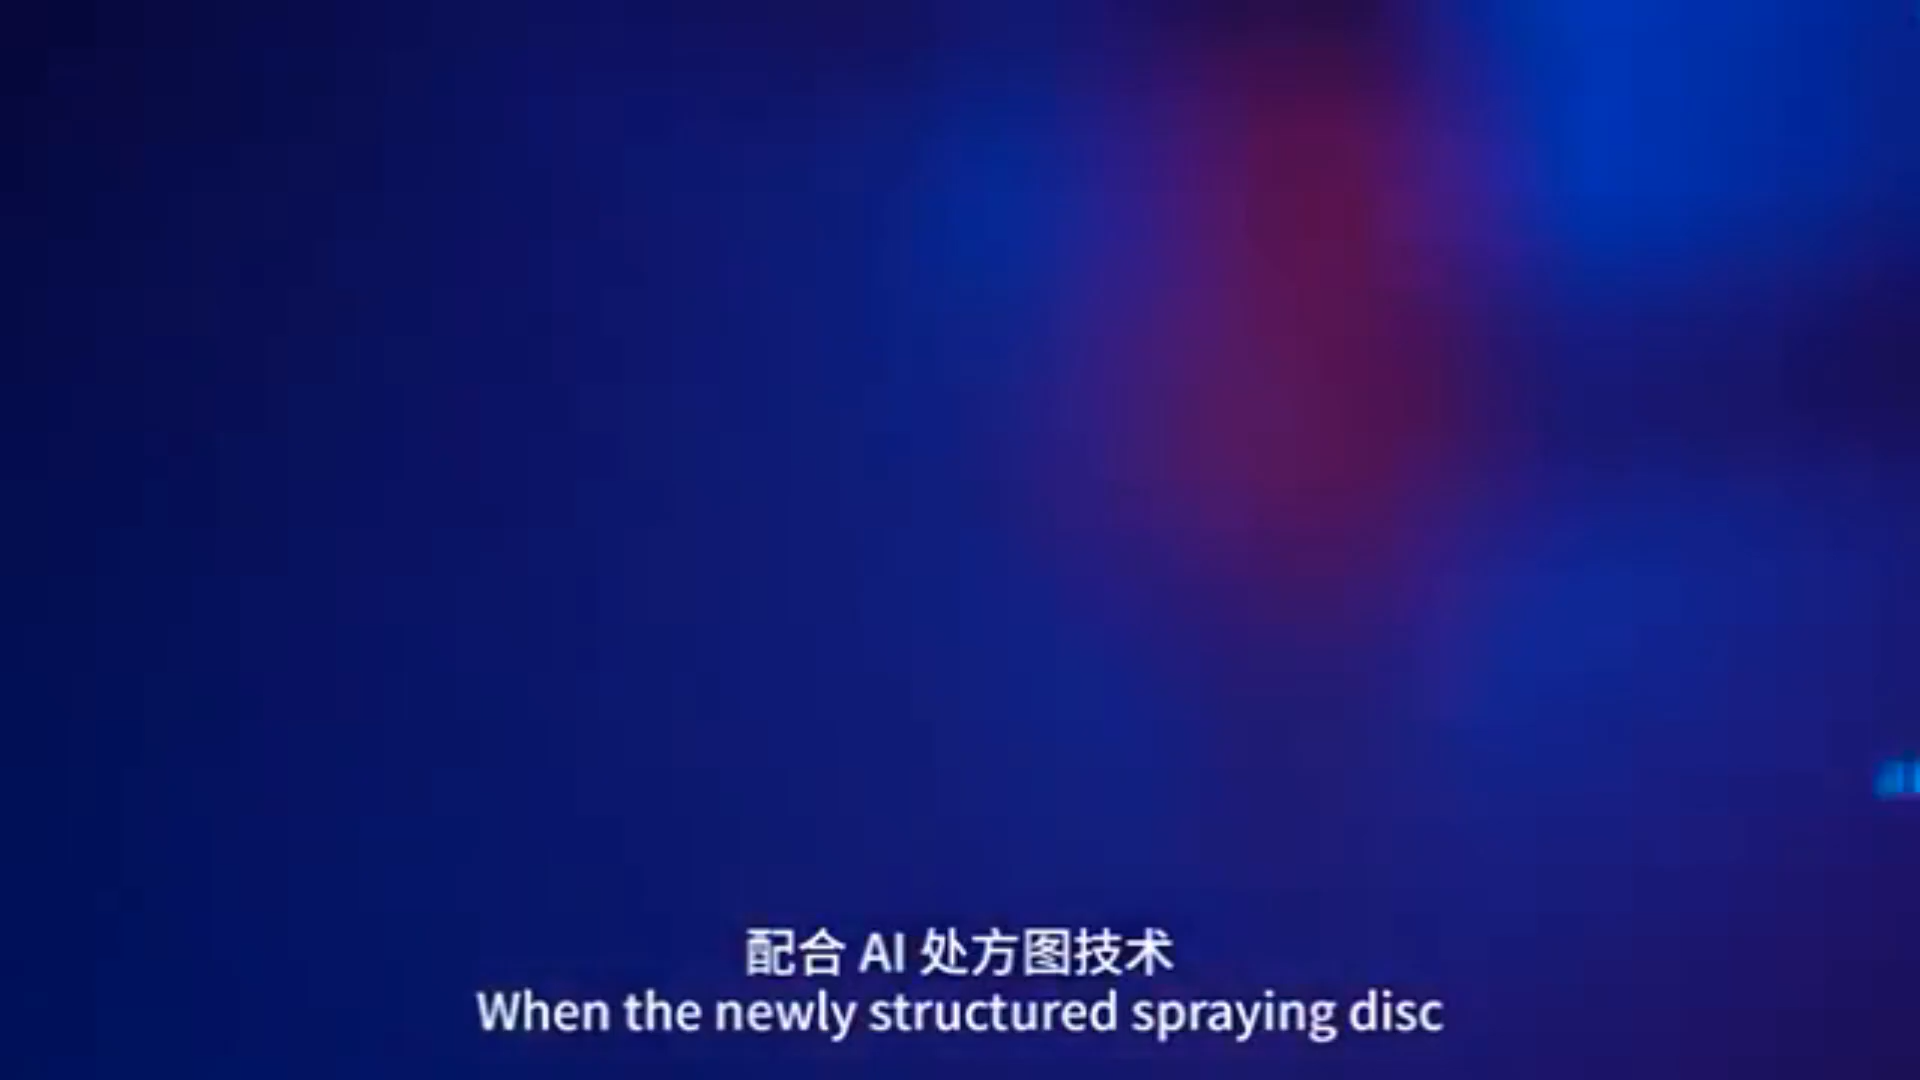 配合 AI 处方图技术
When the newly structured spraying disc